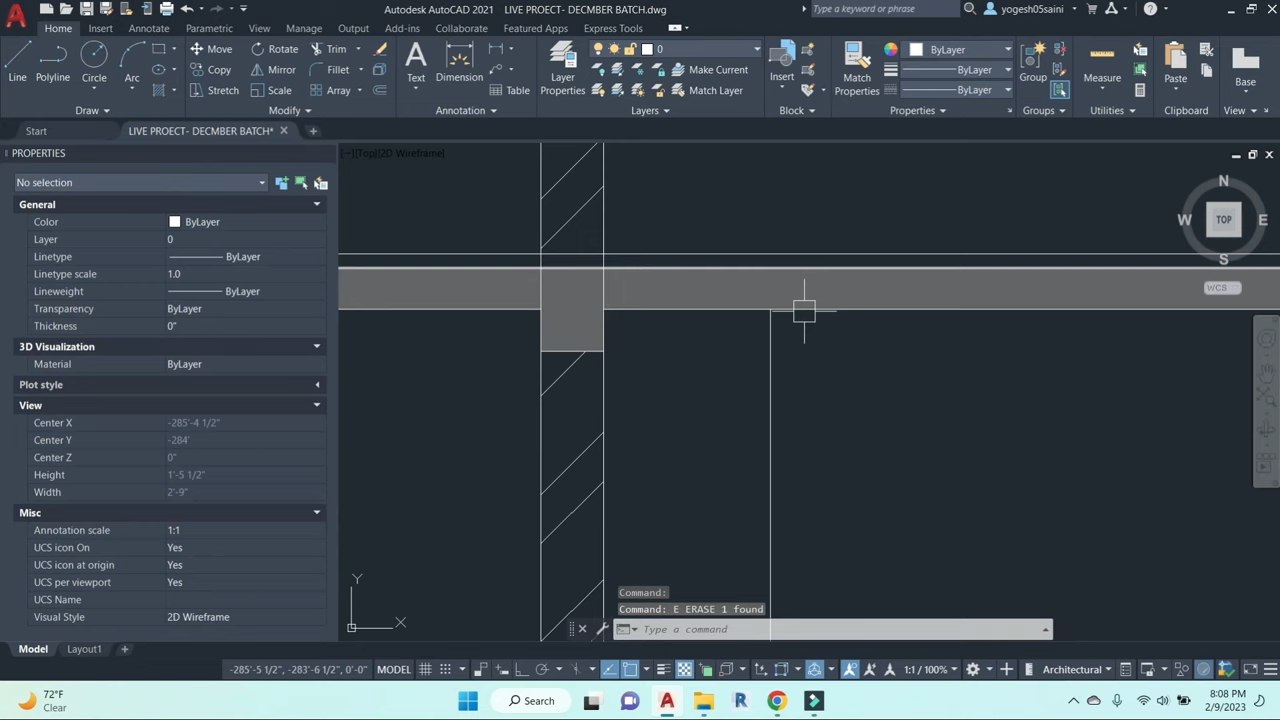 Autodesk AutoCAD 2021 LIVE PROECT- DECMBER BATCH.dwg Type a keyword or phrase yogesh05saini
Home Insert Annotate Parametric View Manage Output Add-ins Collaborate Featured Apps Express Tools
Line Polyline Circle Arc
Move Rotate Trim
Copy Mirror Fillet
Stretch Scale Array
Text Dimension Table
Layer Properties 0
Make Current
Match Layer
Insert
Match Properties
ByLayer
ByLayer
ByLayer
Group Measure Paste Base
Draw Modify Annotation Layers Block Properties Groups Utilities Clipboard View
Start LIVE PROECT- DECMBER BATCH*
PROPERTIES
[−][Top][2D Wireframe]
No selection
General
Color ByLayer
Layer 0
Linetype ByLayer
Linetype scale 1.0
Lineweight ByLayer
Transparency ByLayer
Thickness 0"
3D Visualization
Material ByLayer
Plot style
View
Center X -285'-4 1/2"
Center Y -284'
Center Z 0"
Height 1'-5 1/2"
Width 2'-9"
Misc
Annotation scale 1:1
UCS icon On Yes
UCS icon at origin Yes
UCS per viewport Yes
UCS Name
Visual Style 2D Wireframe
N
W TOP E
S
WCS
Y
X
Command:
Command: E ERASE 1 found
Type a command
Model Layout1
-285'-5 1/2", -283'-6 1/2", 0'-0" MODEL 1:1 / 100% Architectural
72°F
Clear
Search
8:08 PM
2/9/2023